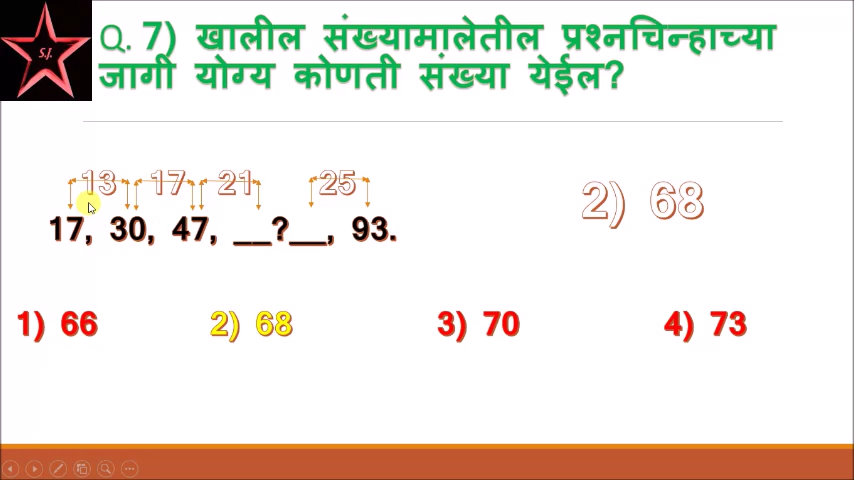 S.J.
Q. 7) खालील संख्यामालेतील प्रश्नचिन्हाच्या
जागी योग्य कोणती संख्या येईल?
13 17 21 25
17, 30, 47, __?__, 93.
2) 68
1) 66 2) 68 3) 70 4) 73